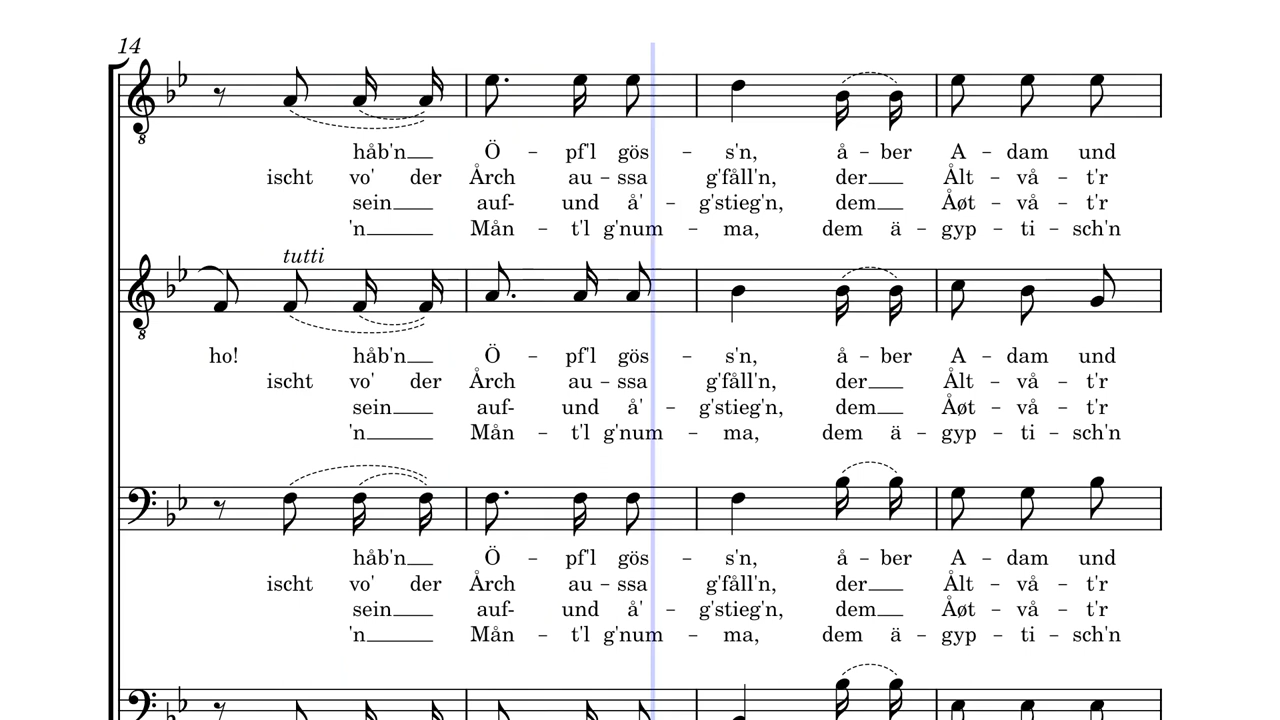 14
håb'n Ö – pf'l gös – s'n, å – ber A – dam und
ischt vo' der Årch au – ssa g'fåll'n, der Ålt – vå – t'r
sein auf- und å' – g'stieg'n, dem Åøt – vå – t'r
'n Mån – t'l g'num – ma, dem ä – gyp – ti – sch'n
tutti
ho! håb'n Ö – pf'l gös – s'n, å – ber A – dam und
ischt vo' der Årch au – ssa g'fåll'n, der Ålt – vå – t'r
sein auf- und å' – g'stieg'n, dem Åøt – vå – t'r
'n Mån – t'l g'num – ma, dem ä – gyp – ti – sch'n
håb'n Ö – pf'l gös – s'n, å – ber A – dam und
ischt vo' der Årch au – ssa g'fåll'n, der Ålt – vå – t'r
sein auf- und å' – g'stieg'n, dem Åøt – vå – t'r
'n Mån – t'l g'num – ma, dem ä – gyp – ti – sch'n